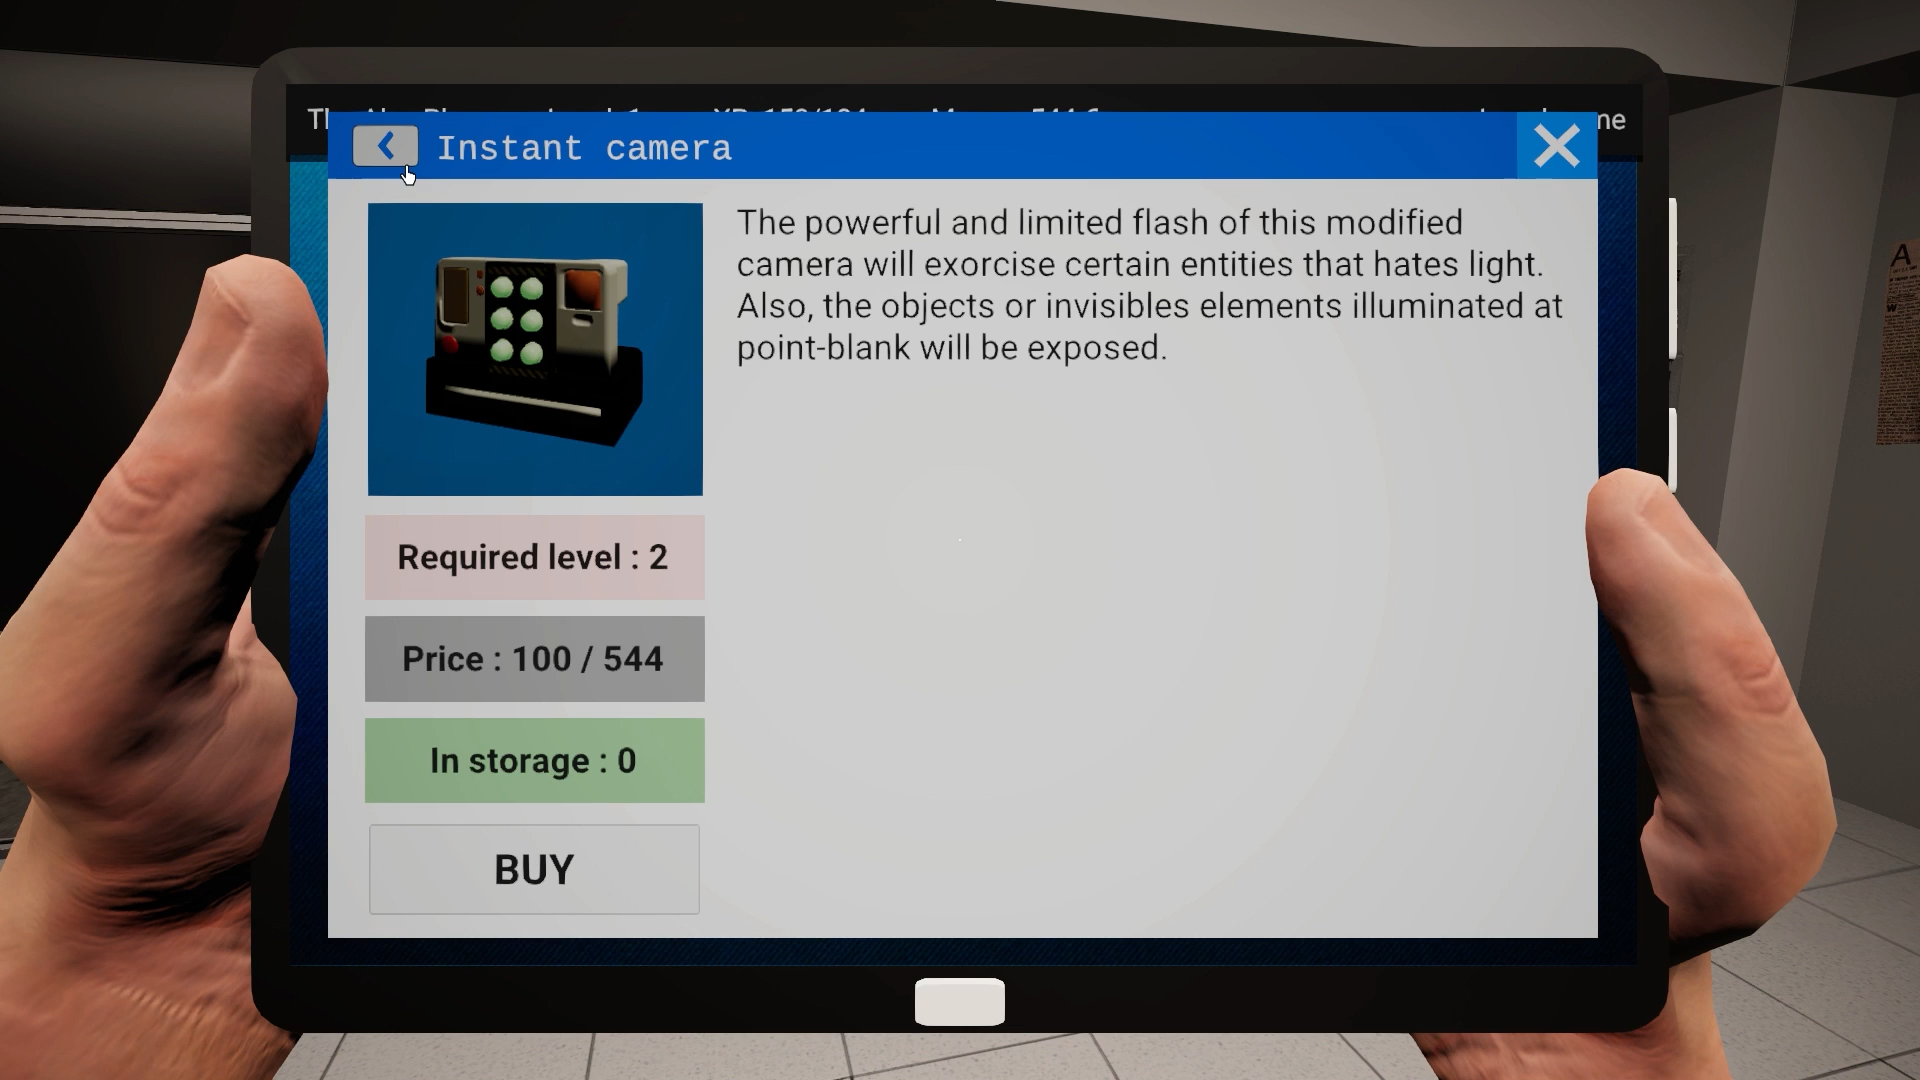 Instant camera
The powerful and limited flash of this modified
camera will exorcise certain entities that hates light.
Also, the objects or invisibles elements illuminated at
point-blank will be exposed.
Required level : 2
Price : 100 / 544
In storage : 0
BUY